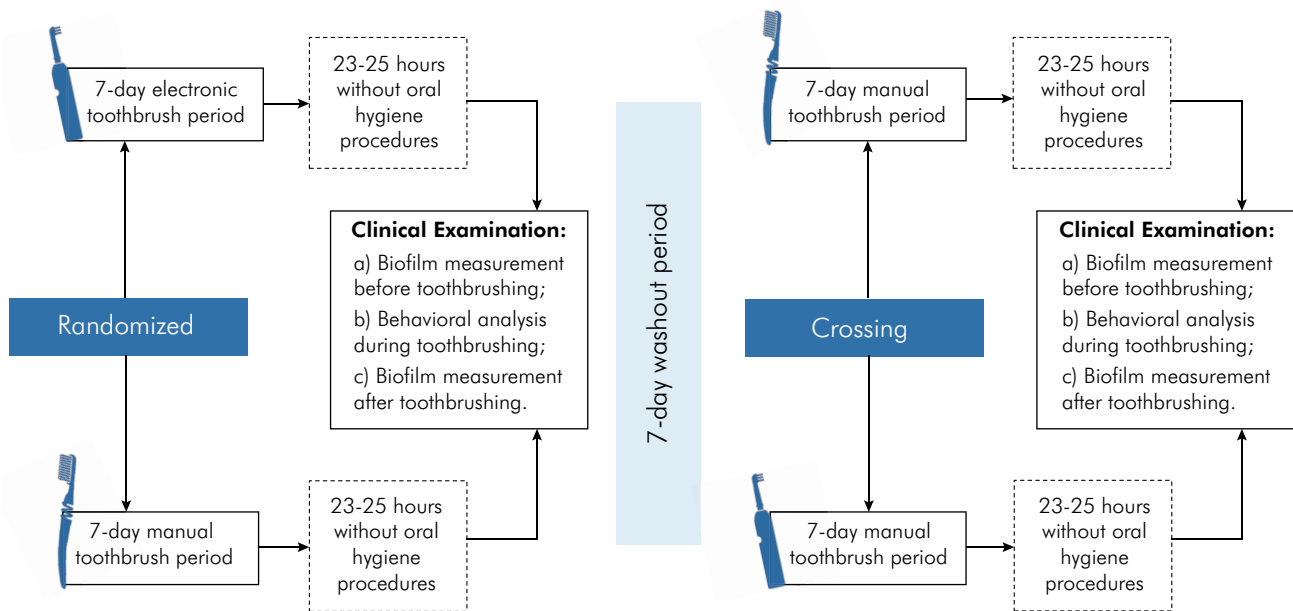 7-day electronic
toothbrush period
23-25 hours
without oral
hygiene
procedures
Randomized
Clinical Examination:
a) Biofilm measurement
before toothbrushing;
b) Behavioral analysis
during toothbrushing;
c) Biofilm measurement
after toothbrushing.
7-day manual
toothbrush period
23-25 hours
without oral
hygiene
procedures
7-day washout period
7-day manual
toothbrush period
23-25 hours
without oral
hygiene
procedures
Crossing
Clinical Examination:
a) Biofilm measurement
before toothbrushing;
b) Behavioral analysis
during toothbrushing;
c) Biofilm measurement
after toothbrushing.
7-day manual
toothbrush period
23-25 hours
without oral
hygiene
procedures